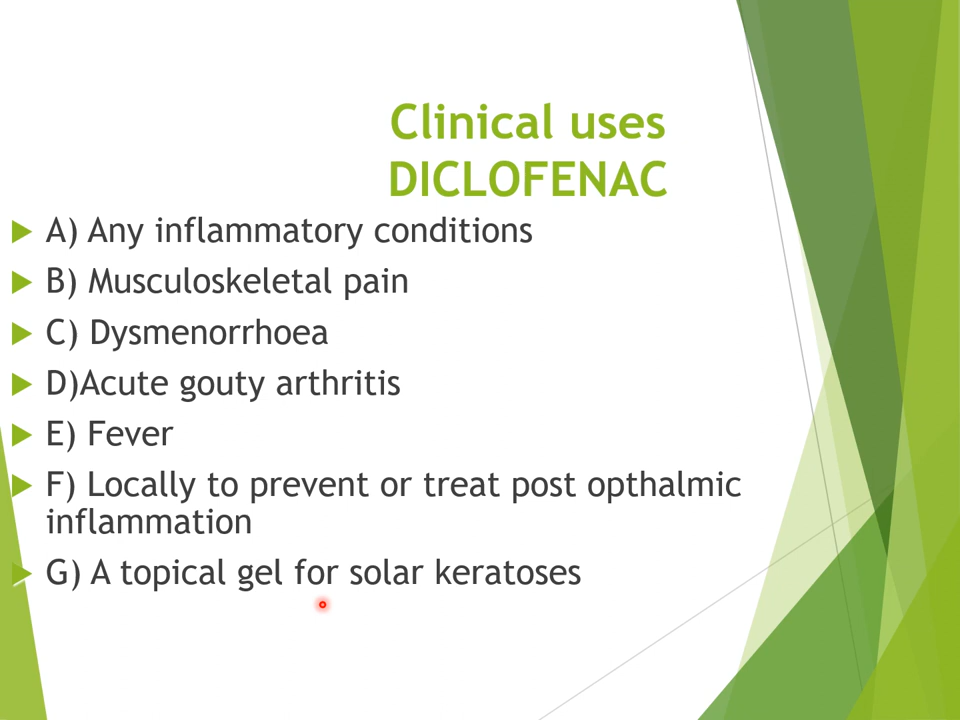 Clinical uses
DICLOFENAC
A) Any inflammatory conditions
B) Musculoskeletal pain
C) Dysmenorrhoea
D)Acute gouty arthritis
E) Fever
F) Locally to prevent or treat post opthalmic
inflammation
G) A topical gel for solar keratoses